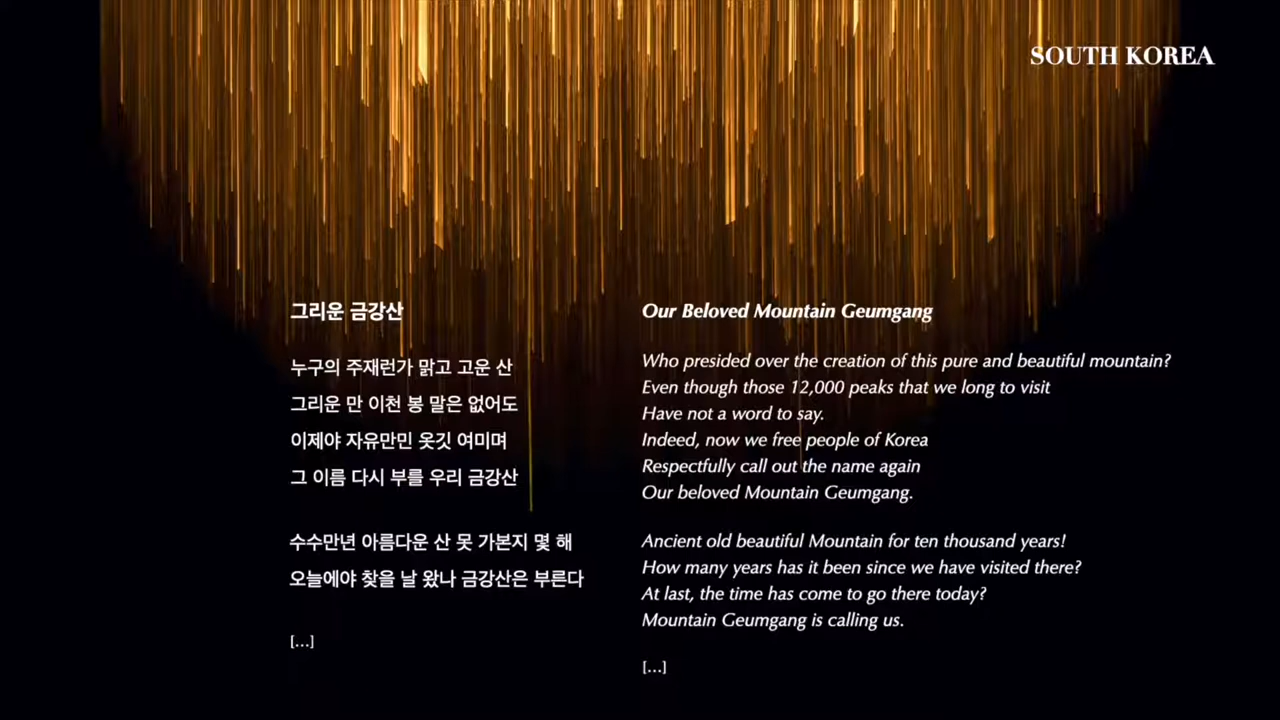 SOUTH KOREA
그리운 금강산
누구의 주재런가 맑고 고운 산
그리운 만 이천 봉 말은 없어도
이제야 자유만민 옷깃 여미며
그 이름 다시 부를 우리 금강산
수수만년 아름다운 산 못 가본지 몇 해
오늘에야 찾을 날 왔나 금강산은 부른다
[...]
Our Beloved Mountain Geumgang
Who presided over the creation of this pure and beautiful mountain?
Even though those 12,000 peaks that we long to visit
Have not a word to say.
Indeed, now we free people of Korea
Respectfully call out the name again
Our beloved Mountain Geumgang.
Ancient old beautiful Mountain for ten thousand years!
How many years has it been since we have visited there?
At last, the time has come to go there today?
Mountain Geumgang is calling us.
[...]